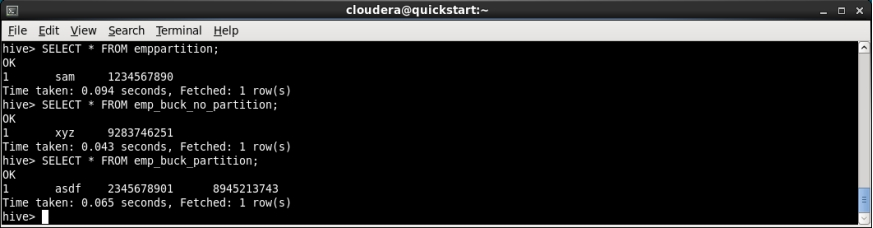 cloudera@quickstart:~
File Edit View Search Terminal Help
hive> SELECT * FROM emppartition;
OK
1 sam 1234567890
Time taken: 0.094 seconds, Fetched: 1 row(s)
hive> SELECT * FROM emp_buck_no_partition;
OK
1 xyz 9283746251
Time taken: 0.043 seconds, Fetched: 1 row(s)
hive> SELECT * FROM emp_buck_partition;
OK
1 asdf 2345678901 8945213743
Time taken: 0.065 seconds, Fetched: 1 row(s)
hive>